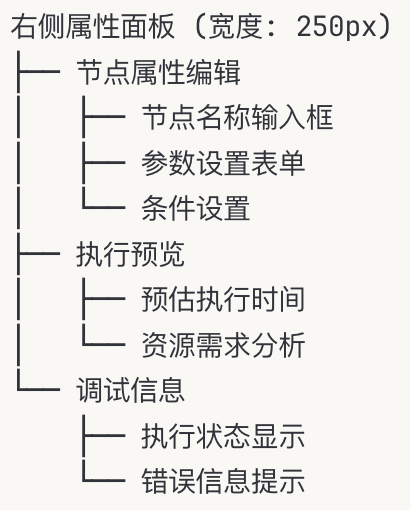 右侧属性面板 (宽度: 250px)
├── 节点属性编辑
│   ├── 节点名称输入框
│   ├── 参数设置表单
│   └── 条件设置
├── 执行预览
│   ├── 预估执行时间
│   └── 资源需求分析
└── 调试信息
    ├── 执行状态显示
    └── 错误信息提示